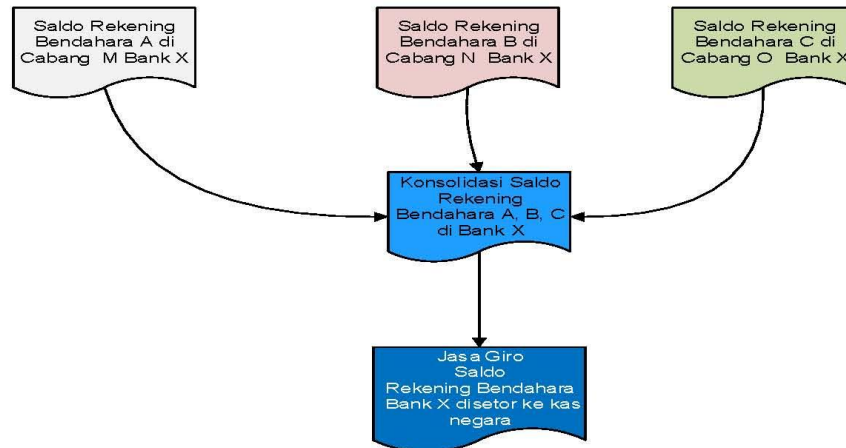 Saldo Rekening
Bendahara A di
Cabang M Bank X
Saldo Rekening
Bendahara B di
Cabang N Bank X
Saldo Rekening
Bendahara C di
Cabang O Bank X
Konsolidasi Saldo
Rekening
Bendahara A, B, C
di Bank X
Jasa Giro
Saldo
Rekening Bendahara
Bank X disetor ke kas
negara